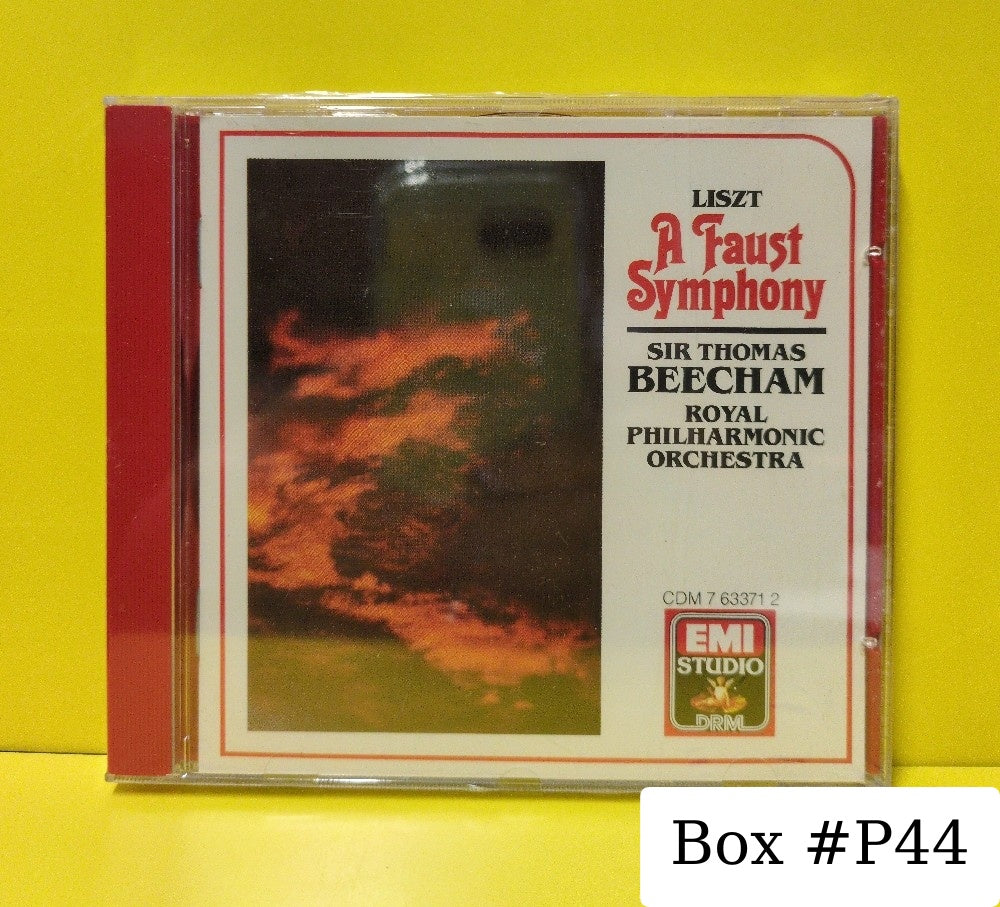 LISZT
A Faust
Symphony
SIR THOMAS
BEECHAM
ROYAL
PHILHARMONIC
ORCHESTRA
CDM 7 63371 2
EMI
STUDIO
DRM
Box #P44